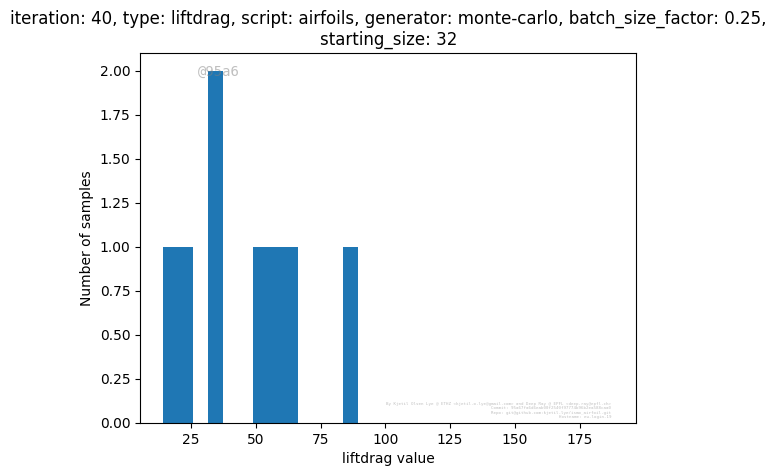 iteration: 40, type: liftdrag, script: airfoils, generator: monte-carlo, batch_size_factor: 0.25,
starting_size: 32
@95a6
2.00
1.75
1.50
1.25
1.00
0.75
0.50
0.25
0.00
Number of samples
25 50 75 100 125 150 175
liftdrag value